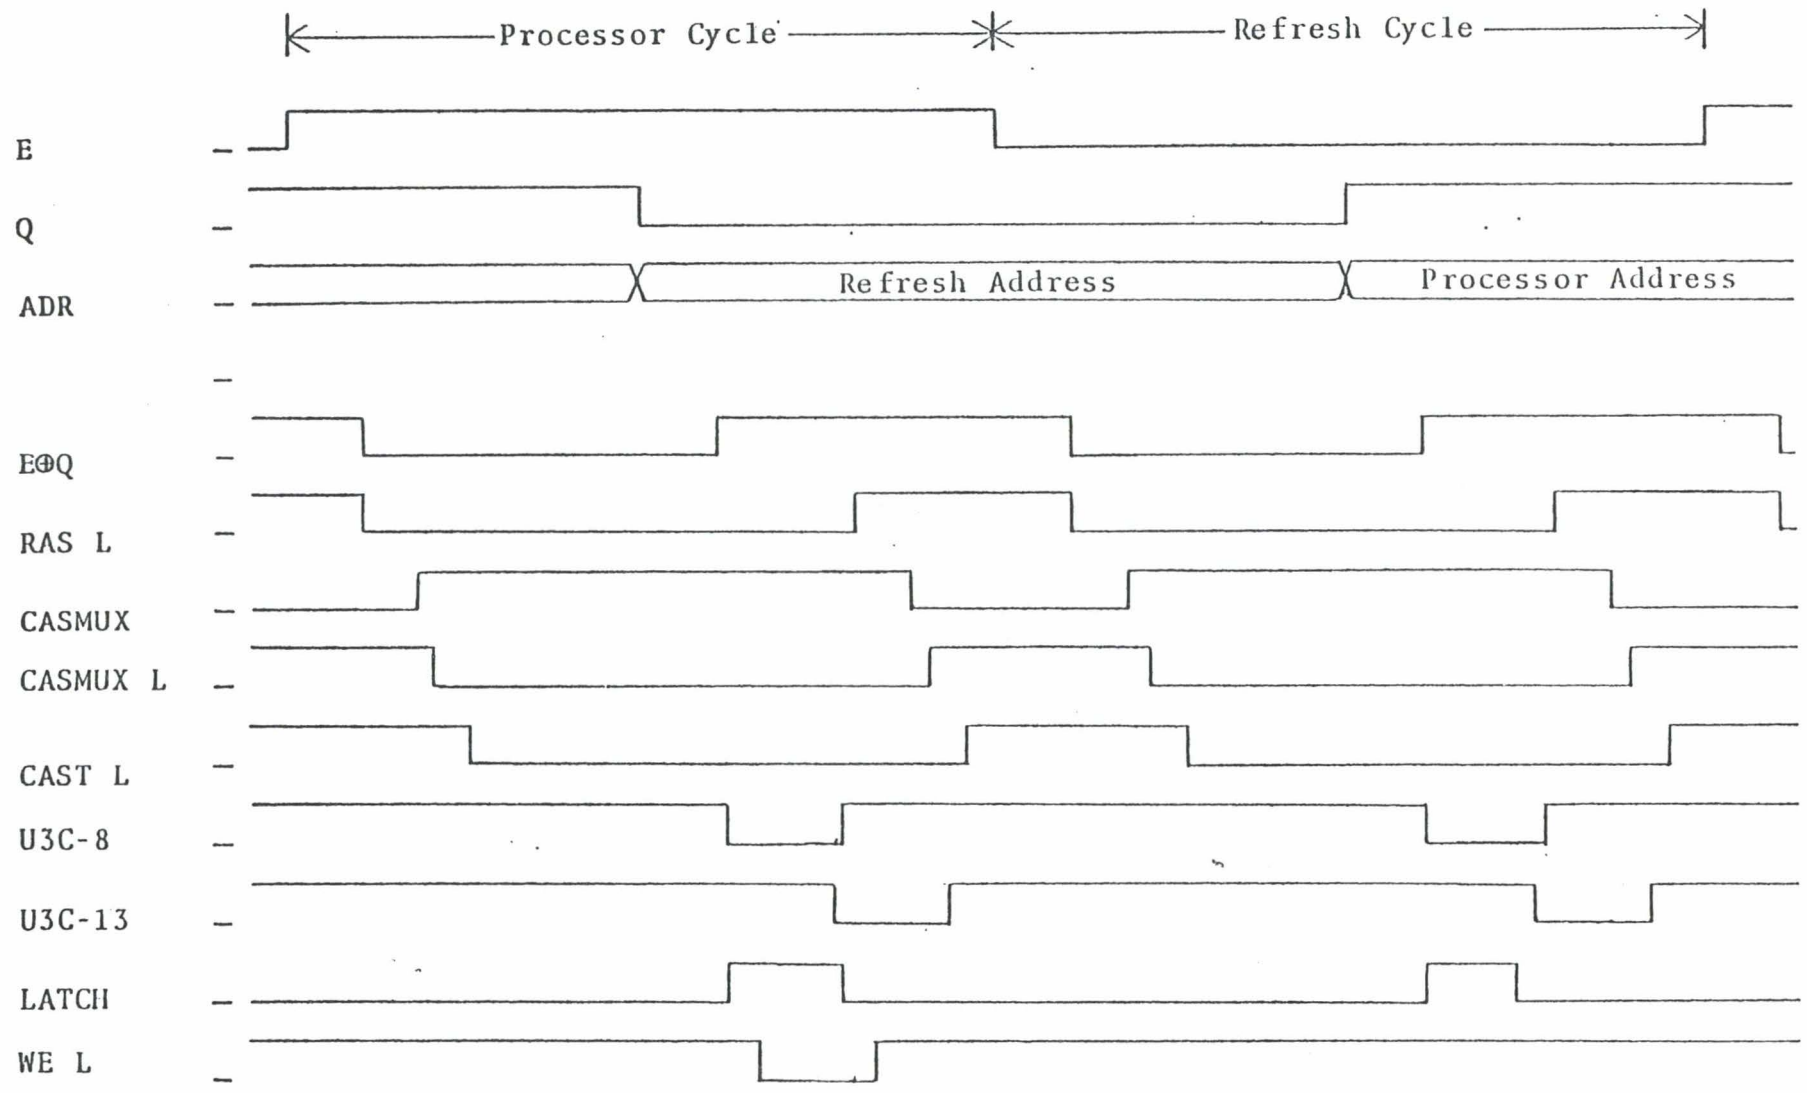 Processor Cycle
Refresh Cycle
E
Q
ADR
Refresh Address
Processor Address
E⊕Q
RAS L
CASMUX
CASMUX L
CAST L
U3C-8
U3C-13
LATCH
WE L